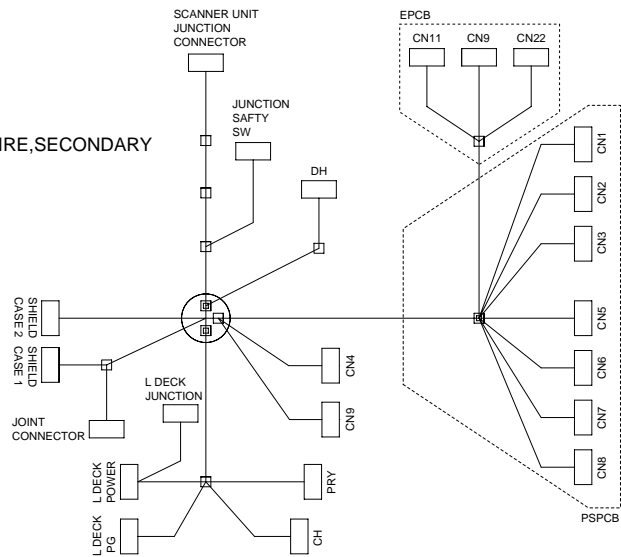 SCANNER UNIT
JUNCTION
CONNECTOR
EPCB
CN11
CN9
CN22
JUNCTION
SAFTY
SW
IRE,SECONDARY
DH
CN1
CN2
CN3
CN5
CN6
CN7
CN8
PSPCB
SHIELD
CASE 2
SHIELD
CASE 1
CN4
CN9
L DECK
JUNCTION
JOINT
CONNECTOR
L DECK
POWER
PRY
L DECK
PG
CH